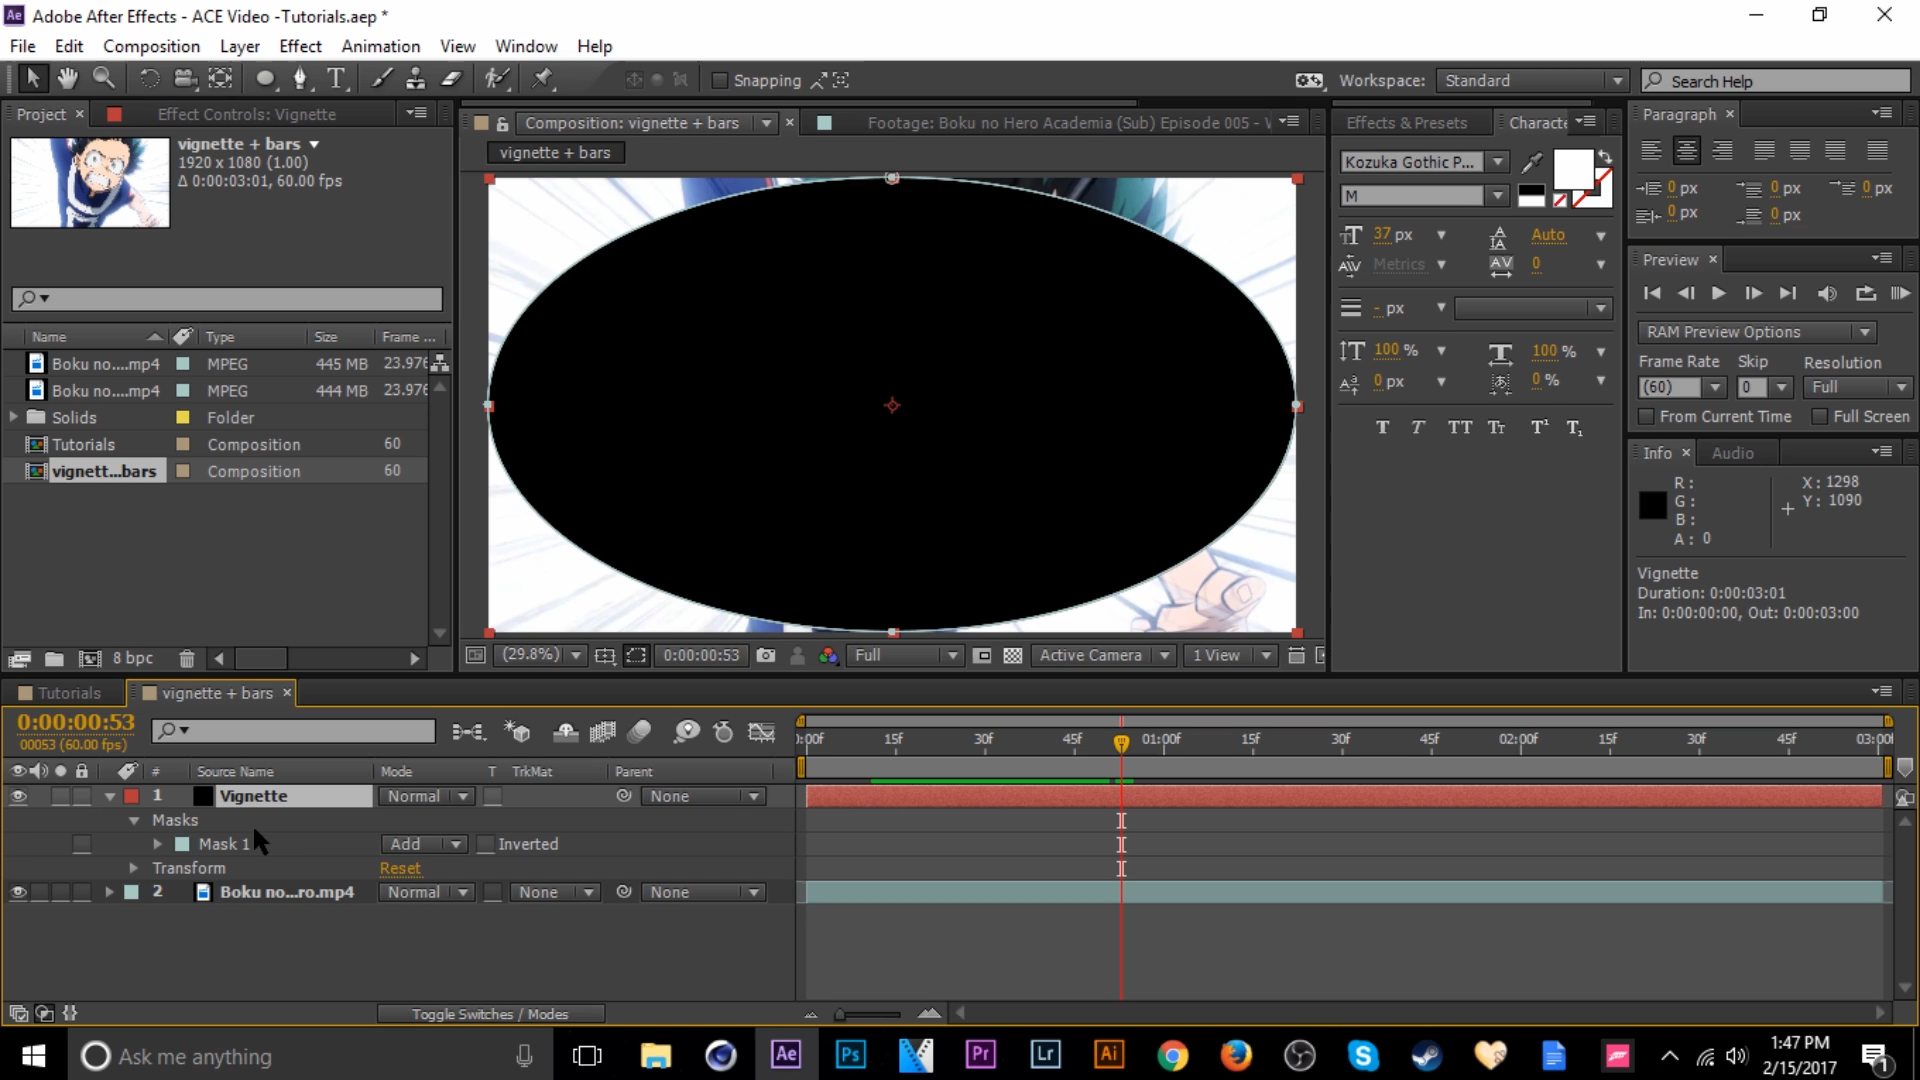 Adobe After Effects - ACE Video -Tutorials.aep *
File Edit Composition Layer Effect Animation View Window Help
Snapping
Workspace: Standard
Search Help
Project × Effect Controls: Vignette
vignette + bars
1920 x 1080 (1.00)
Δ 0:00:03:01, 60.00 fps
Name Type Size Frame ...
Boku no....mp4 MPEG 445 MB 23.976
Boku no....mp4 MPEG 444 MB 23.976
Solids Folder
Tutorials Composition 60
vignett...bars Composition 60
8 bpc
Composition: vignette + bars × Footage: Boku no Hero Academia (Sub) Episode 005 -
vignette + bars
(29.8%) 0:00:00:53 Full Active Camera 1 View
Effects & Presets Characte
Kozuka Gothic P...
M
37 px Auto
Metrics 0
- px
100 % 100 %
0 px 0 %
T T TT Tt T¹ T₁
Paragraph ×
0 px 0 px 0 px
0 px 0 px
Preview ×
RAM Preview Options
Frame Rate Skip Resolution
(60) 0 Full
From Current Time Full Screen
Info × Audio
R: X: 1298
G: Y: 1090
B:
A: 0
Vignette
Duration: 0:00:03:01
In: 0:00:00:00, Out: 0:00:03:00
Tutorials vignette + bars ×
0:00:00:53
00053 (60.00 fps)
:00f 15f 30f 45f 01:00f 15f 30f 45f 02:00f 15f 30f 45f 03:00
# Source Name Mode T TrkMat Parent
1 Vignette Normal None
Masks
Mask 1 Add Inverted
Transform Reset
2 Boku no...ro.mp4 Normal None None
Toggle Switches / Modes
Ask me anything
Ae Ps Pr Lr Ai
1:47 PM
2/15/2017
1